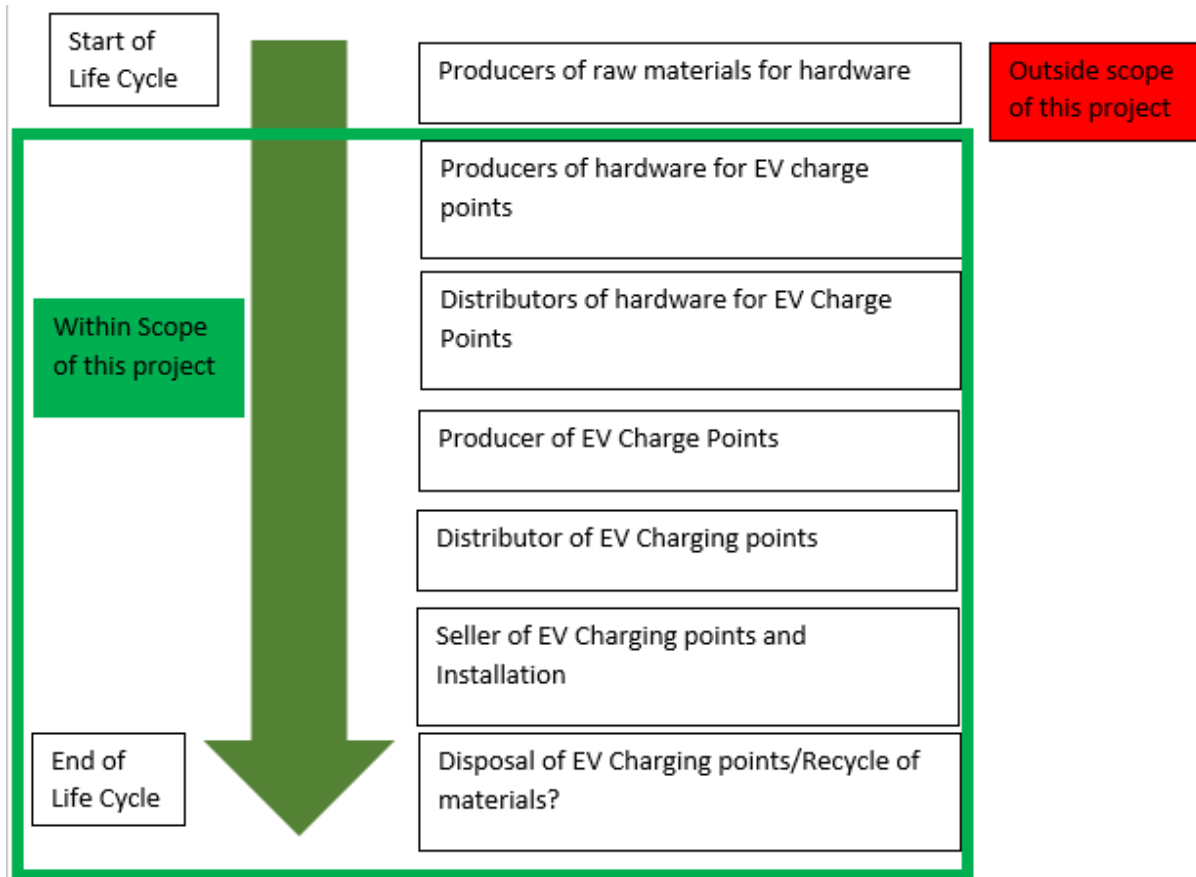 Start of
Life Cycle
Producers of raw materials for hardware
Outside scope
of this project
Producers of hardware for EV charge
points
Distributors of hardware for EV Charge
Points
Within Scope
of this project
Producer of EV Charge Points
Distributor of EV Charging points
Seller of EV Charging points and
Installation
End of
Life Cycle
Disposal of EV Charging points/Recycle of
materials?